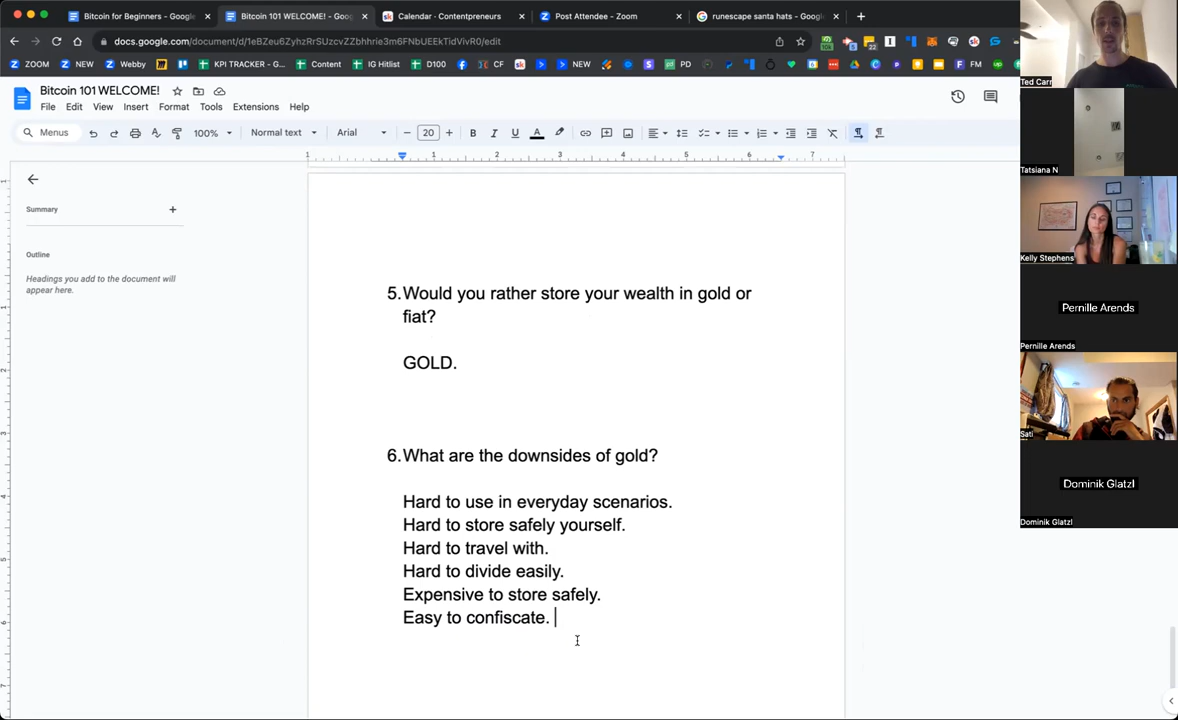 Bitcoin for Beginners - Google
Bitcoin 101 WELCOME! - Goog
Calendar - Contentpreneurs
Post Attendee - Zoom
runescape santa hats - Google
docs.google.com/document/d/
ZOOM
NEW
Webby
KPI TRACKER - G...
Content
IG Hitlist
D100
CF
NEW
PD
FM
Bitcoin 101 WELCOME!
File Edit View Insert Format Tools Extensions Help
Menus
100%
Normal text
Arial
20
Summary
Outline
Headings you add to the document will
appear here.
5. Would you rather store your wealth in gold or
fiat?
GOLD.
6. What are the downsides of gold?
Hard to use in everyday scenarios.
Hard to store safely yourself.
Hard to travel with.
Hard to divide easily.
Expensive to store safely.
Easy to confiscate.
Ted Carr
Tatsiana N
Kelly Stephens
Pernille Arends
Pernille Arends
Sati
Dominik Glatzl
Dominik Glatzl